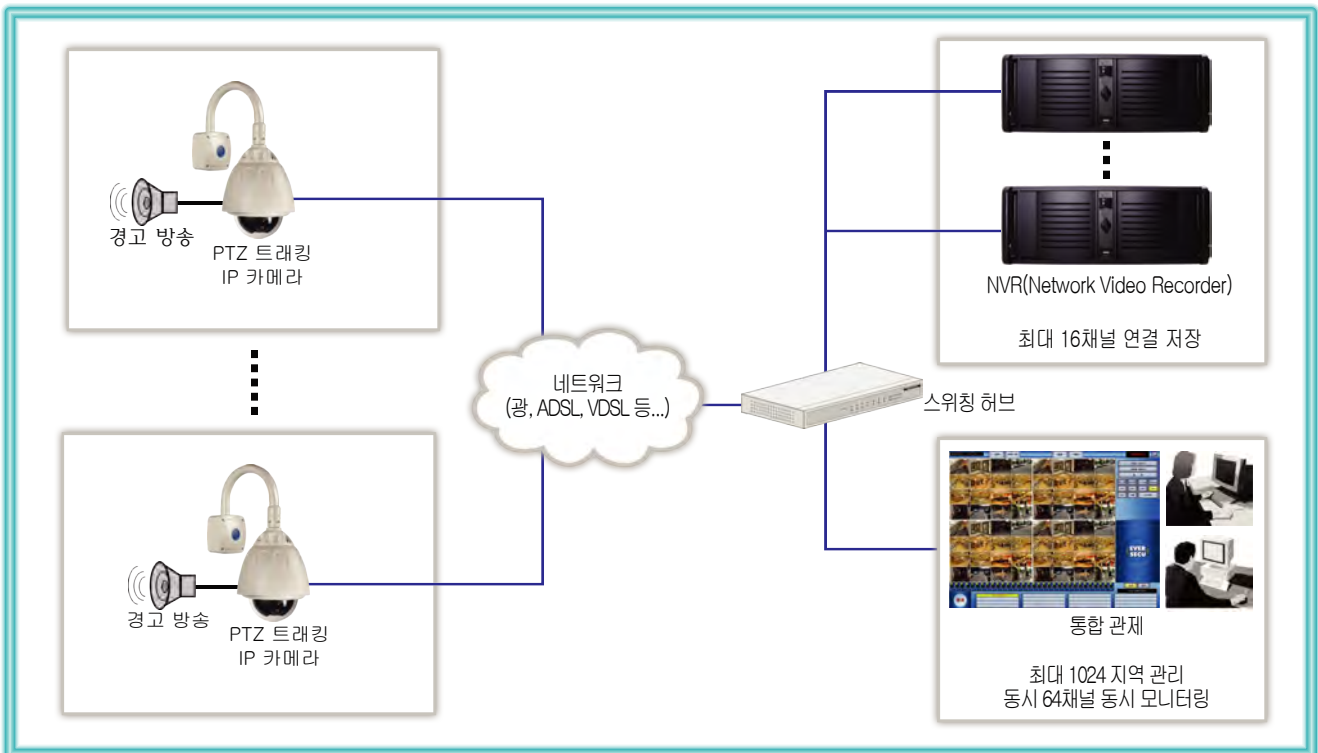 경고 방송
PTZ 트래킹
IP 카메라
경고 방송
PTZ 트래킹
IP 카메라
네트워크
(광, ADSL, VDSL 등...)
스위칭 허브
NVR(Network Video Recorder)
최대 16채널 연결 저장
EVER
SECU
통합 관제
최대 1024 지역 관리
동시 64채널 동시 모니터링